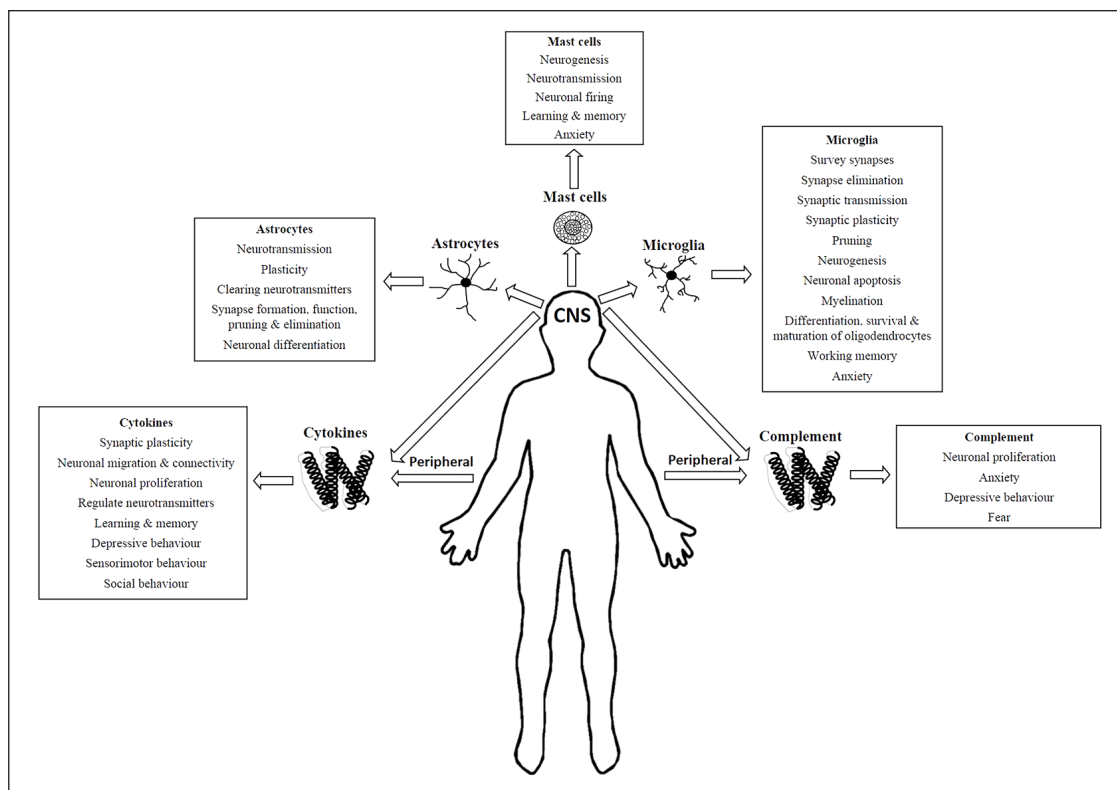 Mast cells
Neurogenesis
Neurotransmission
Neuronal firing
Learning & memory
Anxiety
Mast cells
Astrocytes
Neurotransmission
Plasticity
Clearing neurotransmitters
Synapse formation, function,
pruning & elimination
Neuronal differentiation
Astrocytes
Microglia
Microglia
Survey synapses
Synapse elimination
Synaptic transmission
Synaptic plasticity
Pruning
Neurogenesis
Neuronal apoptosis
Myelination
Differentiation, survival &
maturation of oligodendrocytes
Working memory
Anxiety
CNS
Cytokines
Synaptic plasticity
Neuronal migration & connectivity
Neuronal proliferation
Regulate neurotransmitters
Learning & memory
Depressive behaviour
Sensorimotor behaviour
Social behaviour
Cytokines
Peripheral
Peripheral
Complement
Complement
Neuronal proliferation
Anxiety
Depressive behaviour
Fear